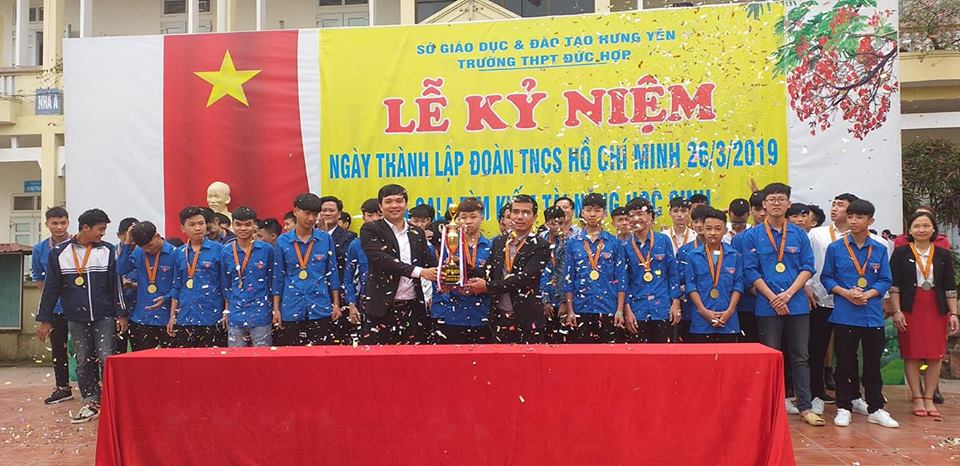 SỞ GIÁO DỤC & ĐÀO TẠO HƯNG YÊN
TRƯỜNG THPT ĐỨC HỢP
LỄ KỶ NIỆM
NGÀY THÀNH LẬP ĐOÀN TNCS HỒ CHÍ MINH 26/3/2019
NHÀ A